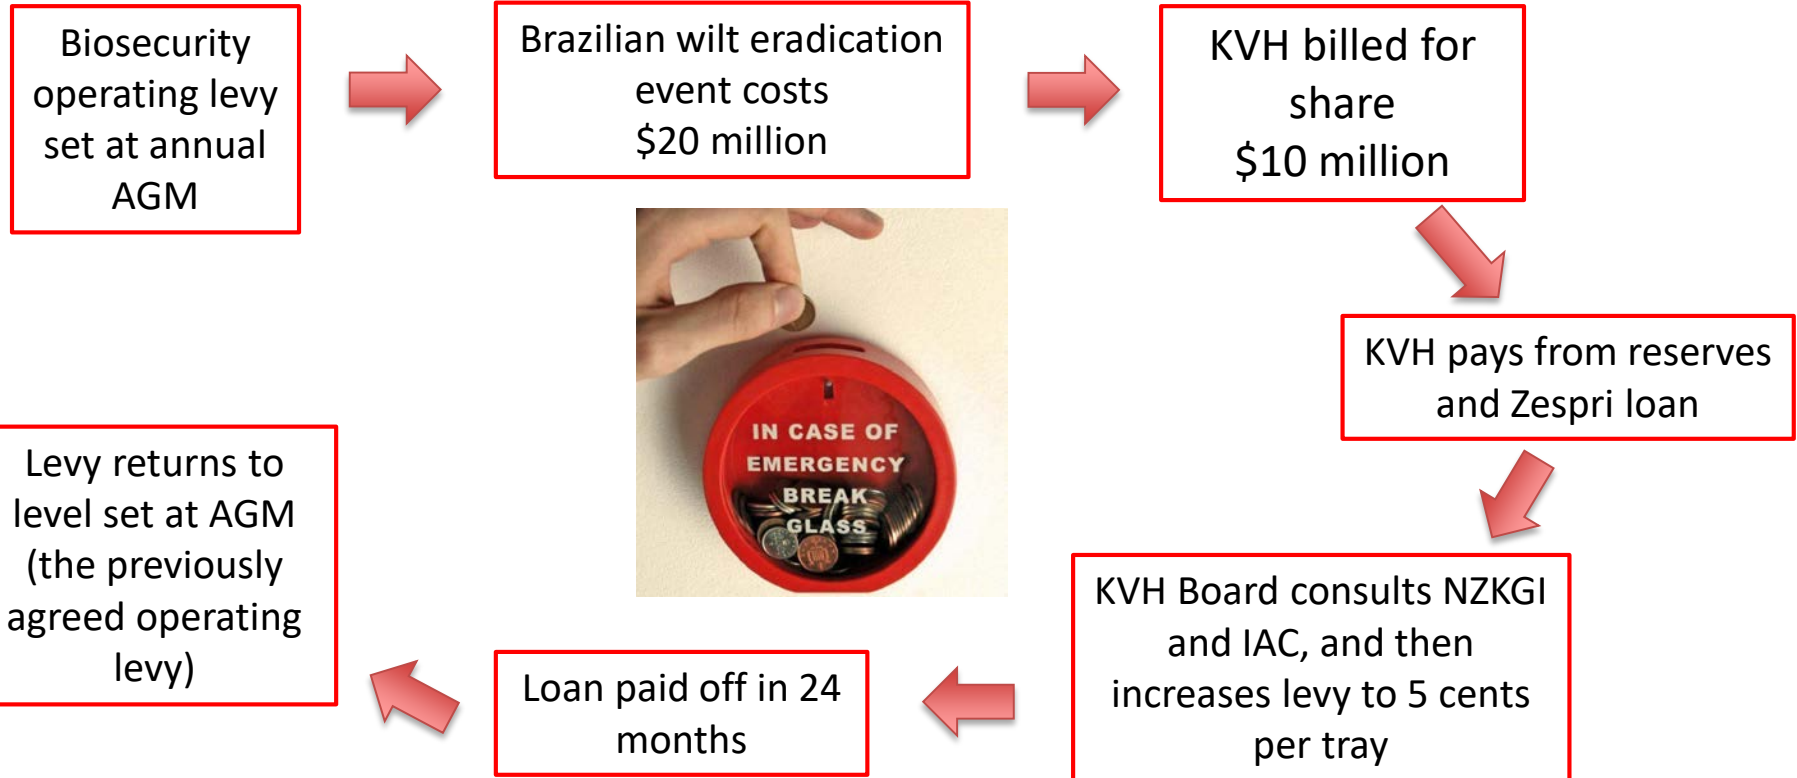 Biosecurity
operating levy
set at annual
AGM
Brazilian wilt eradication
event costs
$20 million
KVH billed for
share
$10 million
KVH pays from reserves
and Zespri loan
KVH Board consults NZKGI
and IAC, and then
increases levy to 5 cents
per tray
Loan paid off in 24
months
Levy returns to
level set at AGM
(the previously
agreed operating
levy)
IN CASE OF
EMERGENCY
BREAK
GLASS